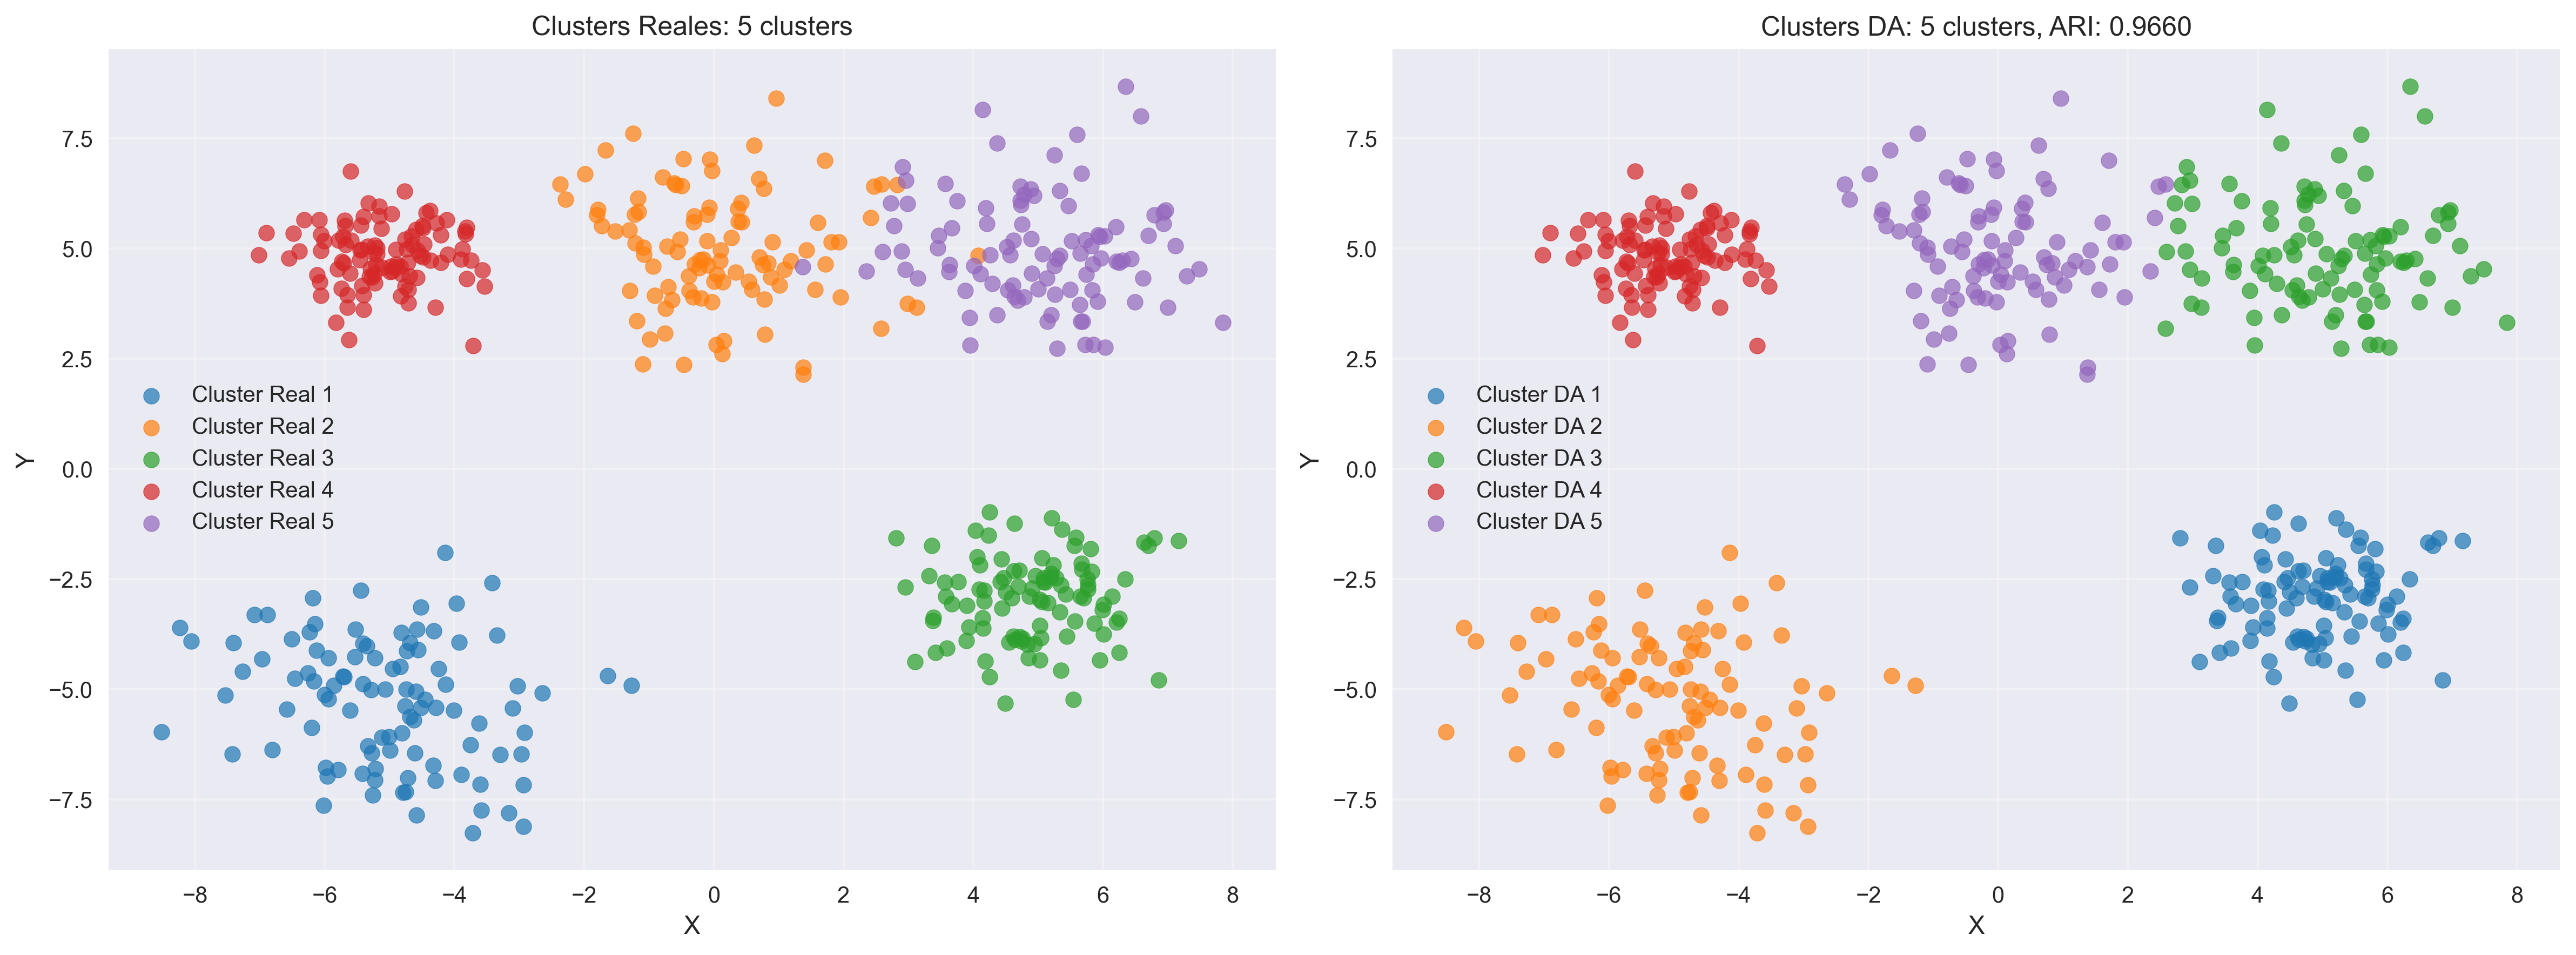 Clusters Reales: 5 clusters
Y
7.5
5.0
2.5
0.0
−2.5
−5.0
−7.5
Cluster Real 1
Cluster Real 2
Cluster Real 3
Cluster Real 4
Cluster Real 5
−8 −6 −4 −2 0 2 4 6 8
X
Clusters DA: 5 clusters, ARI: 0.9660
Y
7.5
5.0
2.5
0.0
−2.5
−5.0
−7.5
Cluster DA 1
Cluster DA 2
Cluster DA 3
Cluster DA 4
Cluster DA 5
−8 −6 −4 −2 0 2 4 6 8
X